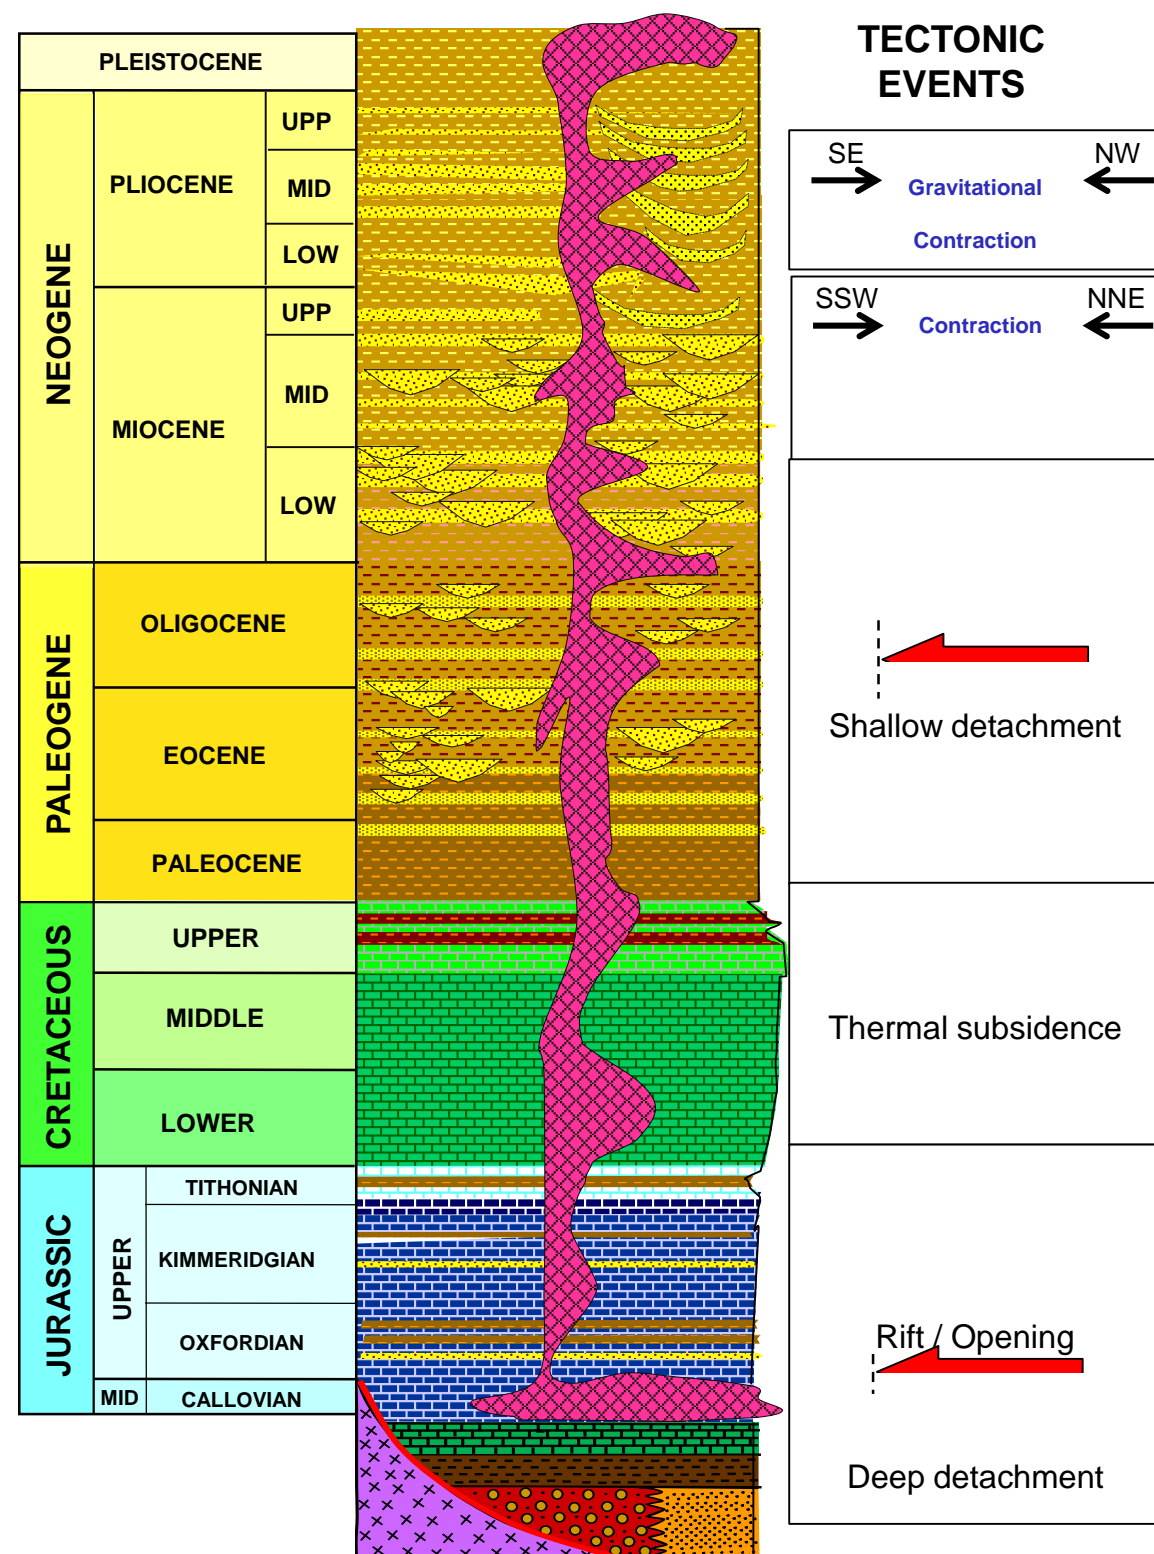 TECTONIC
EVENTS
PLEISTOCENE
NEOGENE
PLIOCENE
UPP
MID
LOW
MIOCENE
UPP
MID
LOW
PALEOGENE
OLIGOCENE
EOCENE
PALEOCENE
CRETACEOUS
UPPER
MIDDLE
LOWER
JURASSIC
UPPER
TITHONIAN
KIMMERIDGIAN
OXFORDIAN
MID
CALLOVIAN
SE
NW
Gravitational
Contraction
SSW
NNE
Contraction
Shallow detachment
Thermal subsidence
Rift / Opening
Deep detachment